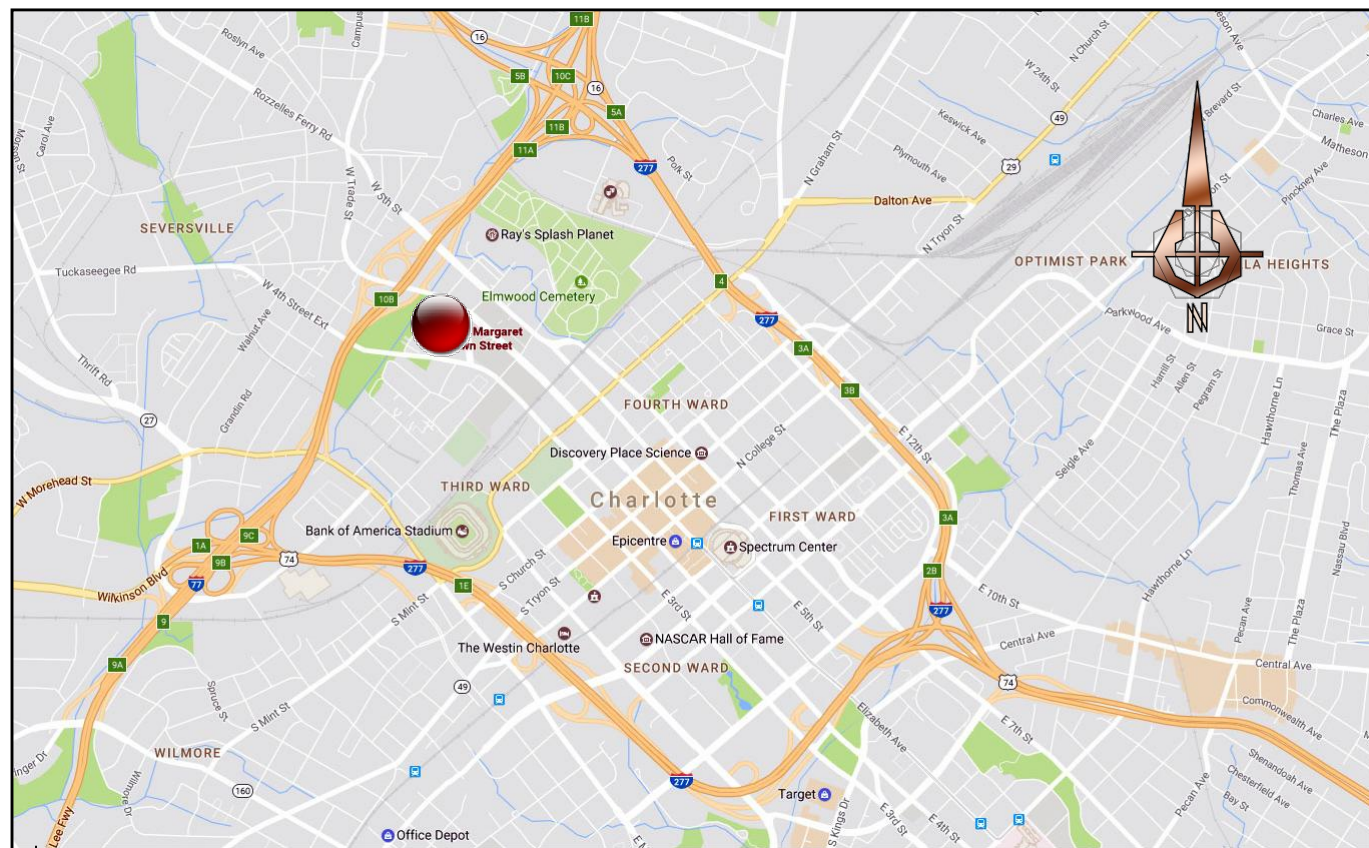 11B
16
Roslyn Ave
Campus
N Church St
W 24th St
5B
10C
16
5A
49
Brevard St
Charles Ave
Matheson
Carol Ave
Rozzelles Ferry Rd
Keswick Ave
Plymouth Ave
11B
11A
277
Polk St
N Graham St
29
Pinckney Ave
W Trade St
W 5th St
Dalton Ave
SEVERSVILLE
Ray's Splash Planet
N Tryon St
OPTIMIST PARK
LA HEIGHTS
Tuckaseegee Rd
4
10B
Elmwood Cemetery
W 4th Street Ext
Walnut Ave
Margaret
wn Street
277
N
Parkwood Ave
Grace St
3A
Thrift Rd
Grandin Rd
3B
Harrill St
Allen St
Pegram St
Hawthorne Ln
The Plaza
FOURTH WARD
27
E 12th St
N College St
Discovery Place Science
Seigle Ave
Thomas Ave
W Morehead St
THIRD WARD
Charlotte
FIRST WARD
Bank of America Stadium
3A
9C
1A
9B
74
Epicentre
Spectrum Center
Nassau Blvd
Wilkinson Blvd
77
277
1E
S Church St
S Tryon St
S Mint St
E 3rd St
E 5th St
2B
277
E 10th St
Hawthorne Ln
Pecan Ave
The Plaza
9
The Westin Charlotte
NASCAR Hall of Fame
Central Ave
9A
SECOND WARD
Central Ave
49
74
Commonwealth Ave
Spruce St
S Mint St
Elizabeth Ave
E 7th St
WILMORE
inger Dr
Wilmore Dr
160
277
Target
Pecan Ave
Shenandoah Ave
Chesterfield Ave
Bay St
Lee Fwy
Office Depot
S Kings Dr
E 3rd St
E 4th St